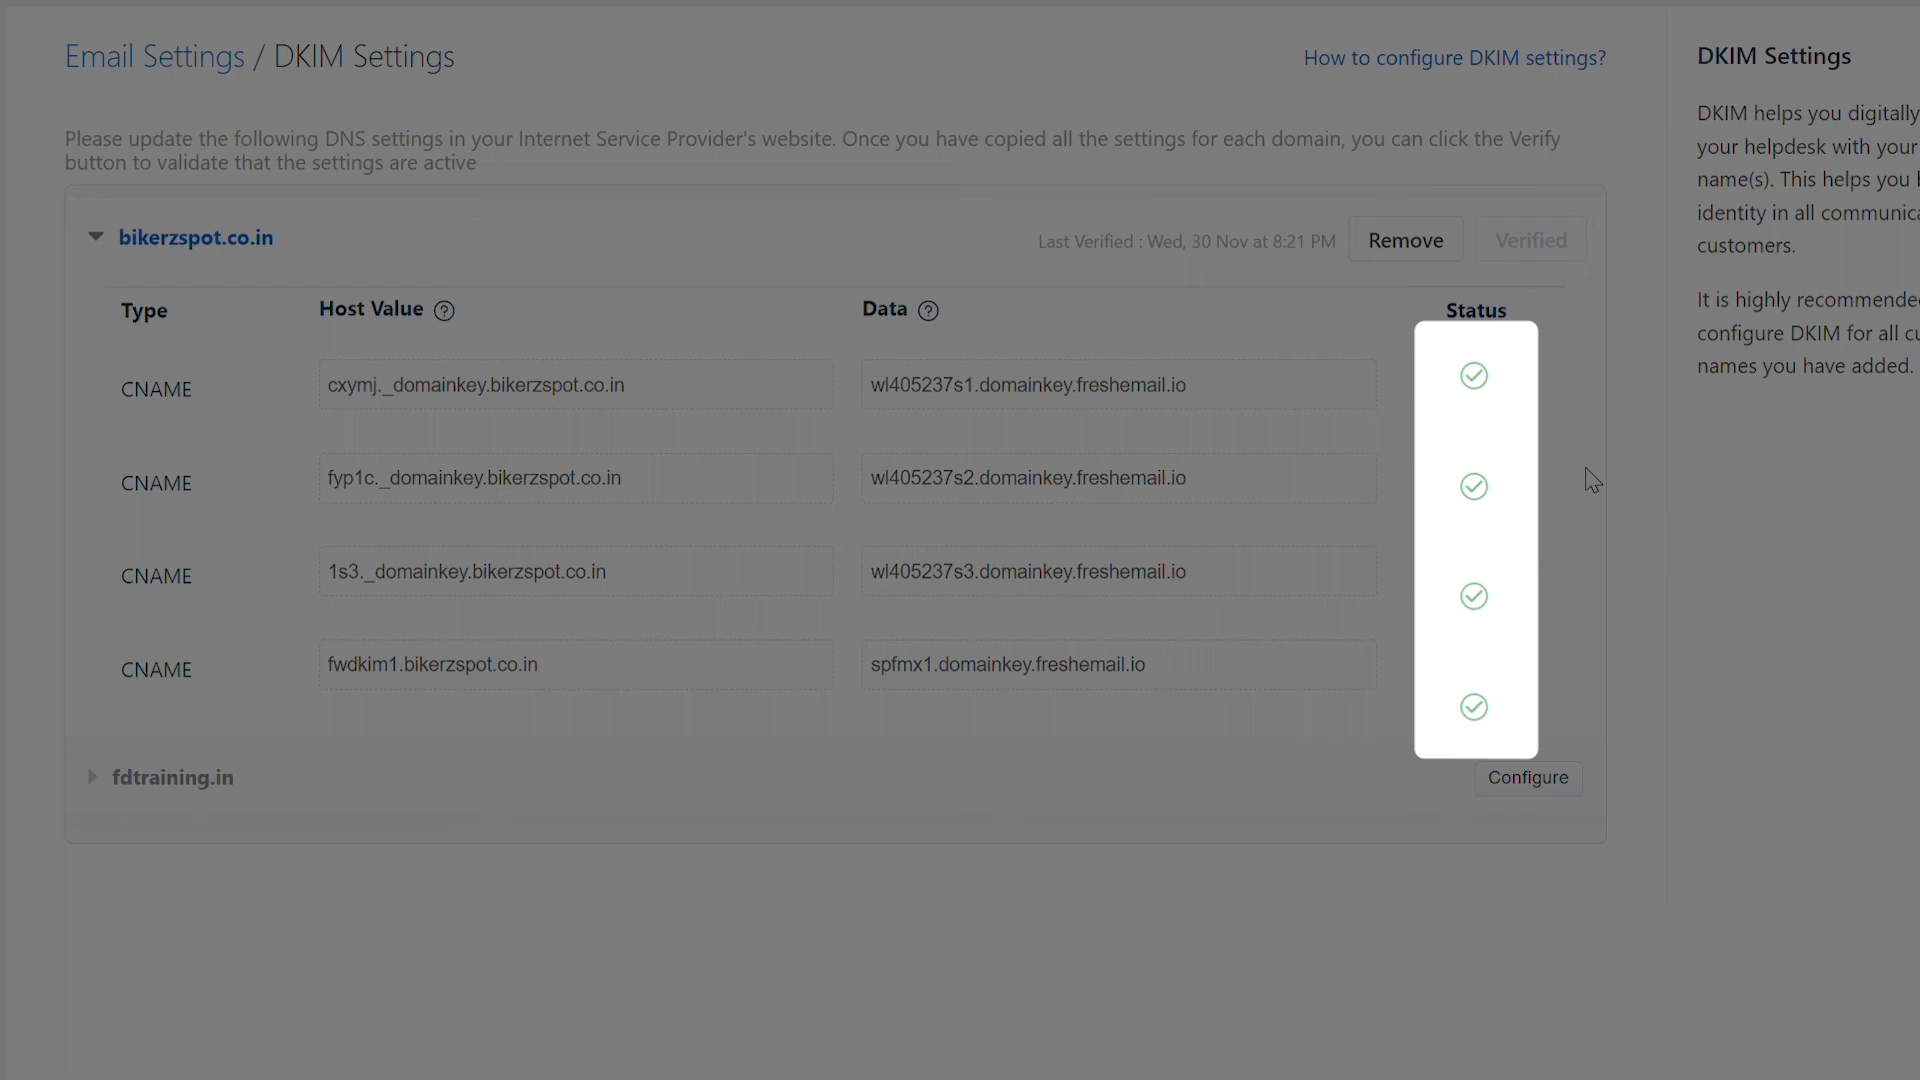 Email Settings / DKIM Settings
How to configure DKIM settings?
Please update the following DNS settings in your Internet Service Provider's website. Once you have copied all the settings for each domain, you can click the Verify
button to validate that the settings are active
bikerzspot.co.in
Last Verified : Wed, 30 Nov at 8:21 PM
Remove
Verified
Type Host Value ? Data ? Status
CNAME cxymj._domainkey.bikerzspot.co.in wl405237s1.domainkey.freshemail.io
CNAME fyp1c._domainkey.bikerzspot.co.in wl405237s2.domainkey.freshemail.io
CNAME 1s3._domainkey.bikerzspot.co.in wl405237s3.domainkey.freshemail.io
CNAME fwdkim1.bikerzspot.co.in spfmx1.domainkey.freshemail.io
fdtraining.in
Configure
DKIM Settings
DKIM helps you digitally
your helpdesk with your
name(s). This helps you
identity in all
customers.
It is highly
configure DKIM for all
names you have added.